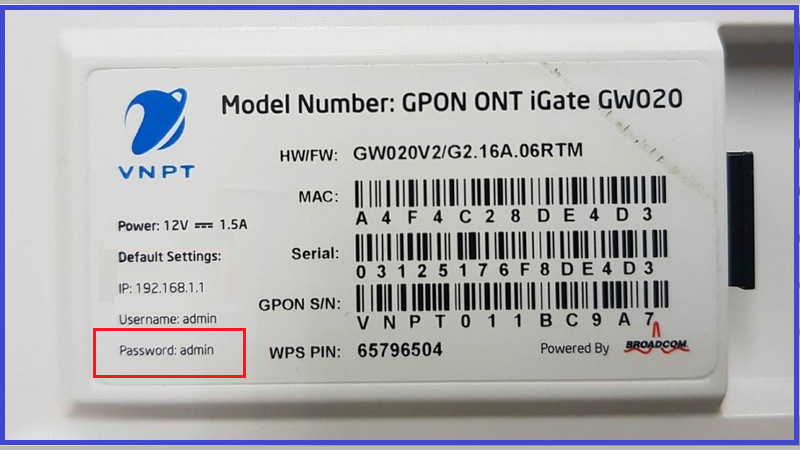 VNPT
Model Number: GPON ONT iGate GW020
HW/FW: GW020V2/G2.16A.06RTM
MAC: A4F4C28DE4D3
Power: 12V ⎓ 1.5A
Serial: 03125176F8DE4D3
Default Settings:
IP: 192.168.1.1
GPON S/N: VNPT011BC9A7
Username: admin
Password: admin
WPS PIN: 65796504
Powered By BROADCOM.